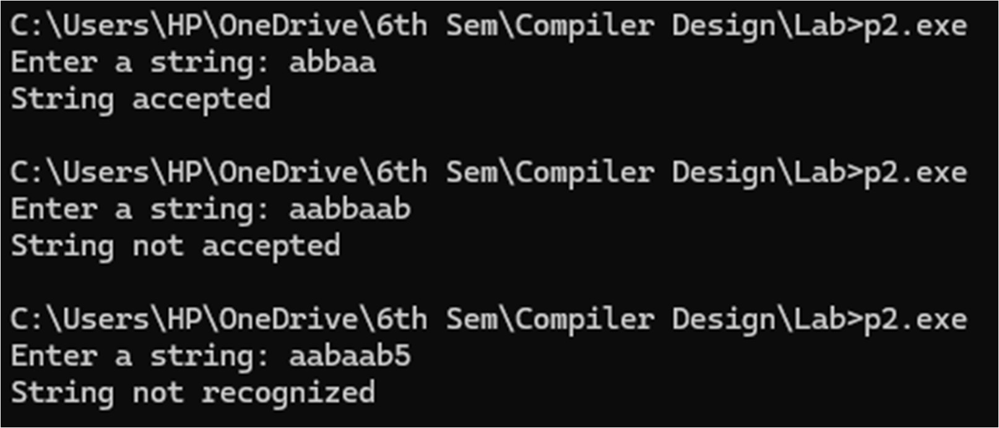 C:\Users\HP\OneDrive\6th Sem\Compiler Design\Lab>p2.exe
Enter a string: abbaa
String accepted
C:\Users\HP\OneDrive\6th Sem\Compiler Design\Lab>p2.exe
Enter a string: aabbaab
String not accepted
C:\Users\HP\OneDrive\6th Sem\Compiler Design\Lab>p2.exe
Enter a string: aabaab5
String not recognized